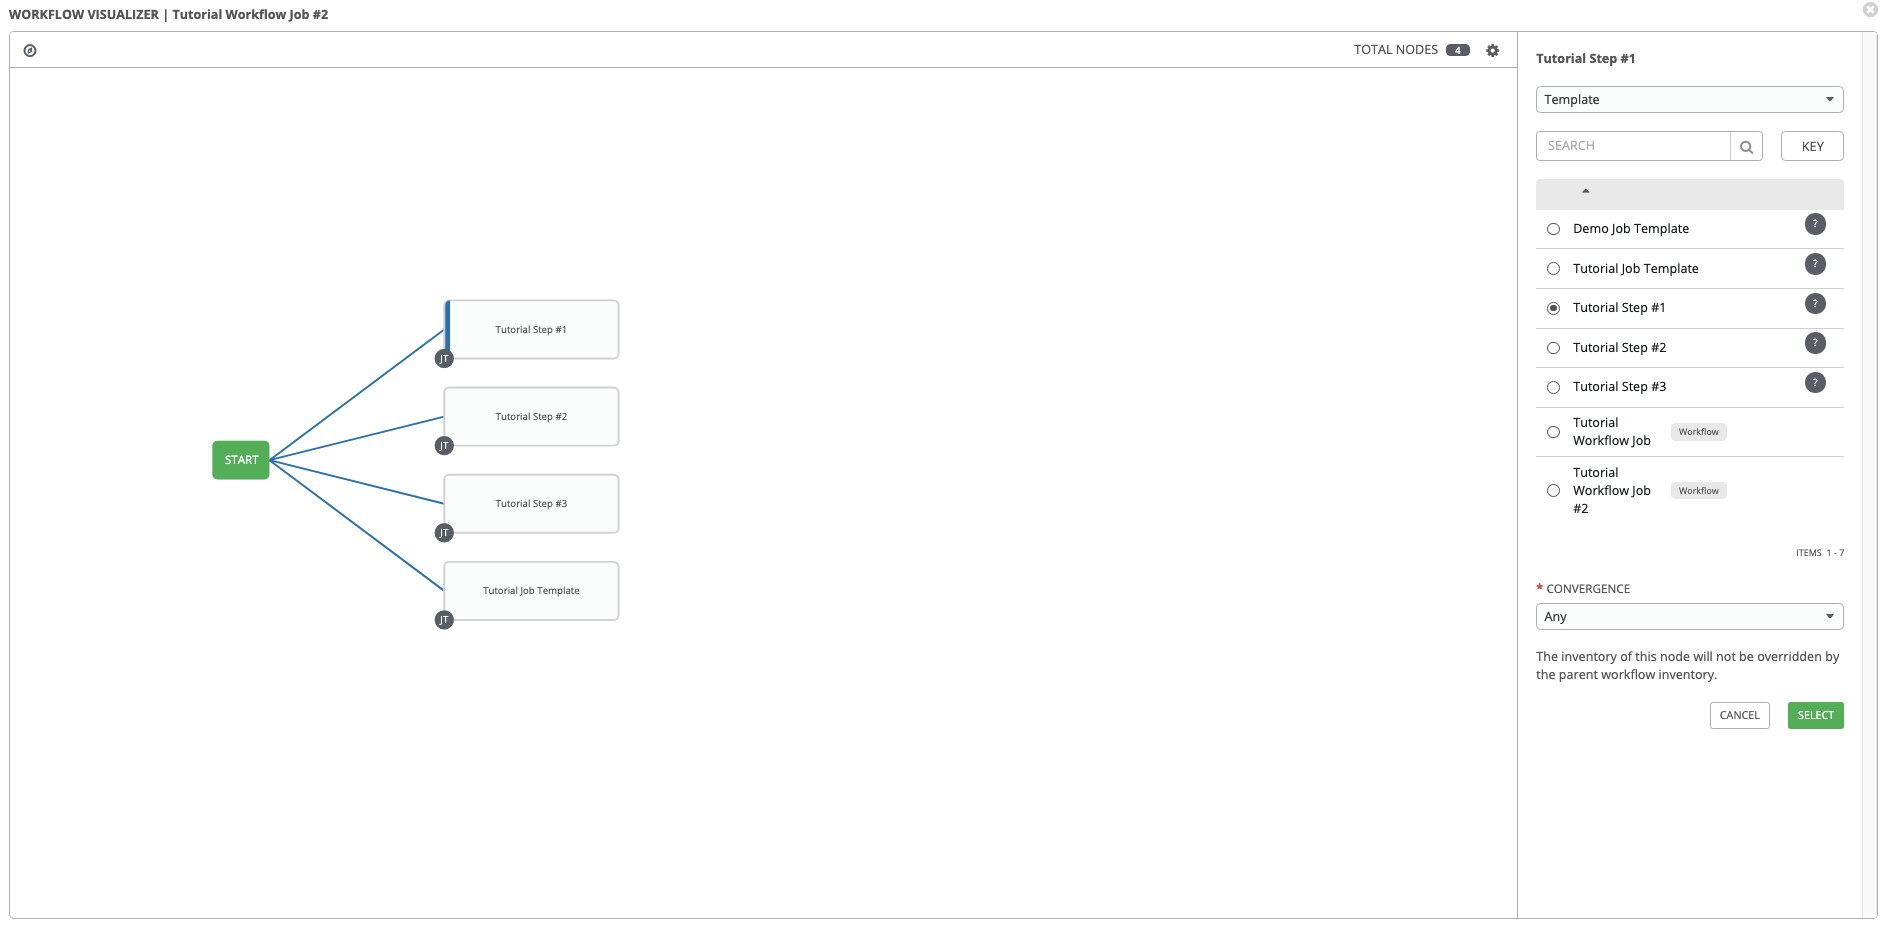 WORKFLOW VISUALIZER | Tutorial Workflow Job #2
TOTAL NODES 4
START
Tutorial Step #1
JT
Tutorial Step #2
JT
Tutorial Step #3
JT
Tutorial Job Template
JT
Tutorial Step #1
Template
SEARCH
KEY
Demo Job Template ?
Tutorial Job Template ?
Tutorial Step #1 ?
Tutorial Step #2 ?
Tutorial Step #3 ?
Tutorial
Workflow Job
Workflow
Tutorial
Workflow Job
#2
Workflow
ITEMS 1 - 7
* CONVERGENCE
Any
The inventory of this node will not be overridden by
the parent workflow inventory.
CANCEL
SELECT